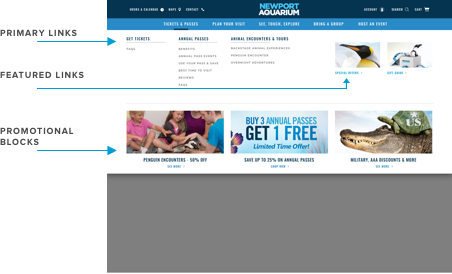 HOURS & CALENDAR MAPS CONTACT
NEWPORT
AQUARIUM
ACCOUNT SEARCH CART
TICKETS & PASSES PLAN YOUR VISIT SEE, TOUCH, EXPLORE BRING A GROUP HOST AN EVENT
PRIMARY LINKS
GET TICKETS
FAQS
ANNUAL PASSES
BENEFITS
ANNUAL PASS EVENTS
USE YOUR PASS & SAVE
BEST TIME TO VISIT
REVIEWS
FAQS
ANIMAL ENCOUNTERS & TOURS
BACKSTAGE ANIMAL EXPERIENCES
PENGUIN ENCOUNTER
OVERNIGHT ADVENTURES
SPECIAL OFFERS >
GIFT SHOP >
FEATURED LINKS
PROMOTIONAL
BLOCKS
BUY 3 ANNUAL PASSES
GET 1 FREE
Limited Time Offer!
US
PENGUIN ENCOUNTERS - 50% OFF
SEE MORE >
SAVE UP TO 25% ON ANNUAL PASSES
SHOP NOW >
MILITARY, AAA DISCOUNTS & MORE
SEE MORE >